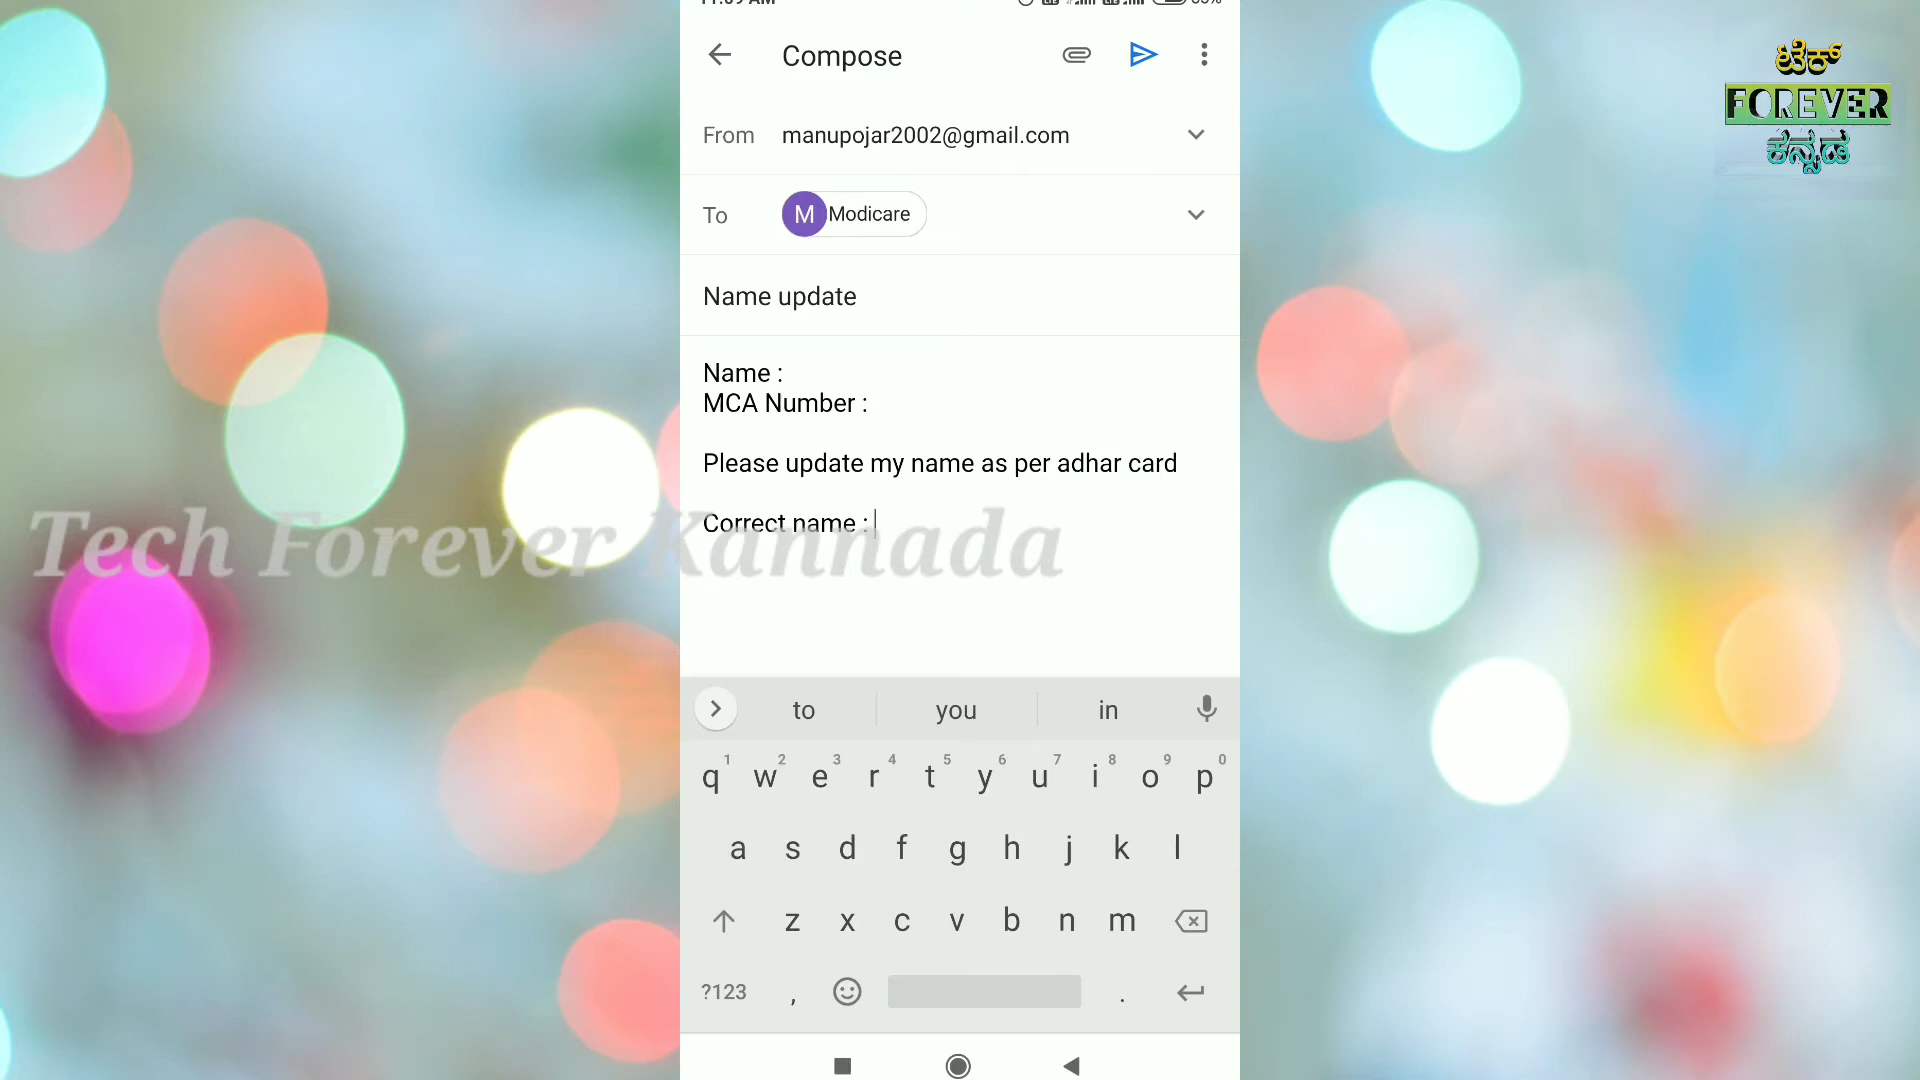 Compose
From manupojar2002@gmail.com
To M Modicare
Name update
Name :
MCA Number :
Please update my name as per adhar card
Correct name :
Tech Forever Kannada
ಟೆಕ್
FOREVER
ಕನ್ನಡ
to you in
1 2 3 4 5 6 7 8 9 0
q w e r t y u i o p
a s d f g h j k l
z x c v b n m
?123 , .